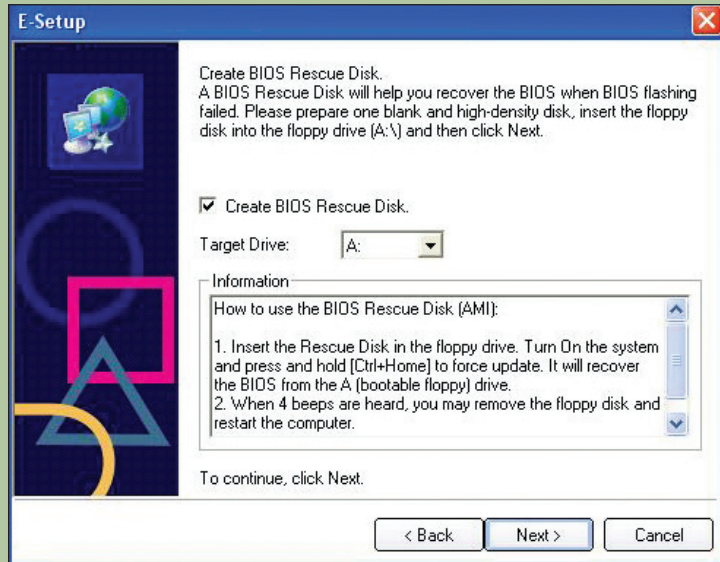 E-Setup
Create BIOS Rescue Disk.
A BIOS Rescue Disk will help you recover the BIOS when BIOS flashing
failed. Please prepare one blank and high-density disk, insert the floppy
disk into the floppy drive (A:\) and then click Next.
Create BIOS Rescue Disk.
Target Drive: A:
Information
How to use the BIOS Rescue Disk (AMI):
1. Insert the Rescue Disk in the floppy drive. Turn On the system
and press and hold [Ctrl+Home] to force update. It will recover
the BIOS from the A (bootable floppy) drive.
2. When 4 beeps are heard, you may remove the floppy disk and
restart the computer.
To continue, click Next.
< Back Next > Cancel